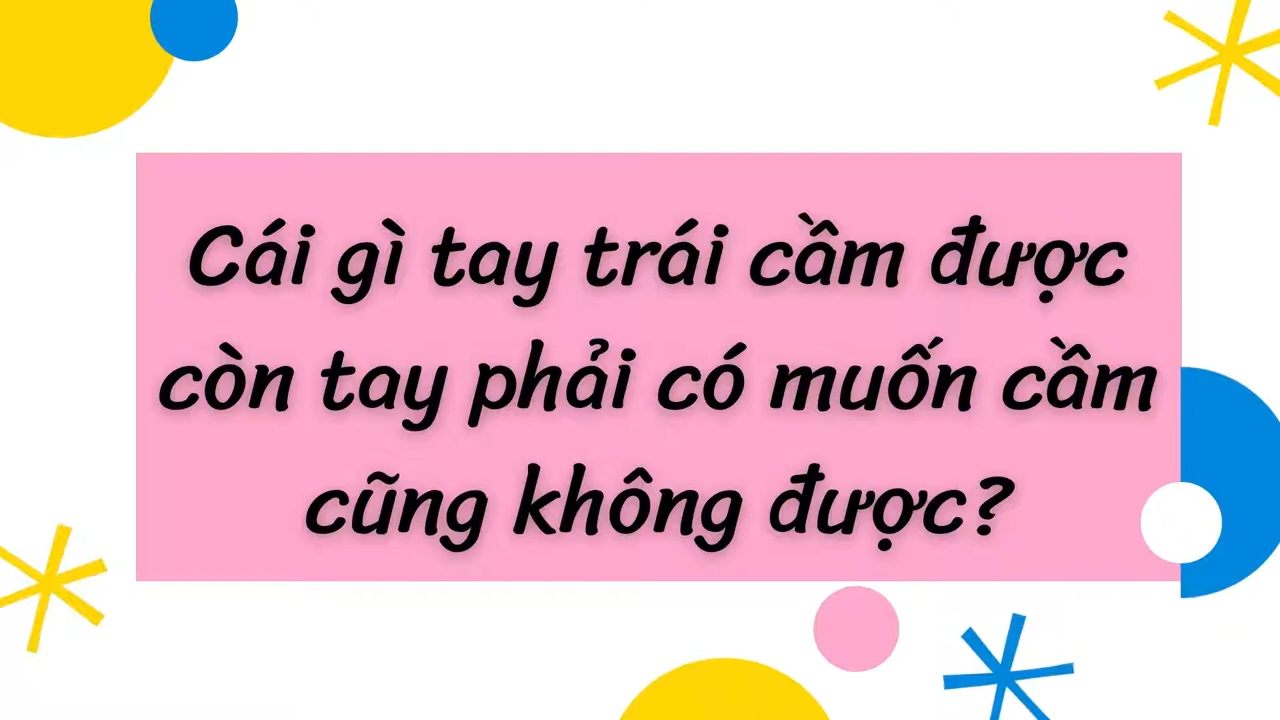 Cái gì tay trái cầm được
còn tay phải có muốn cầm
cũng không được?